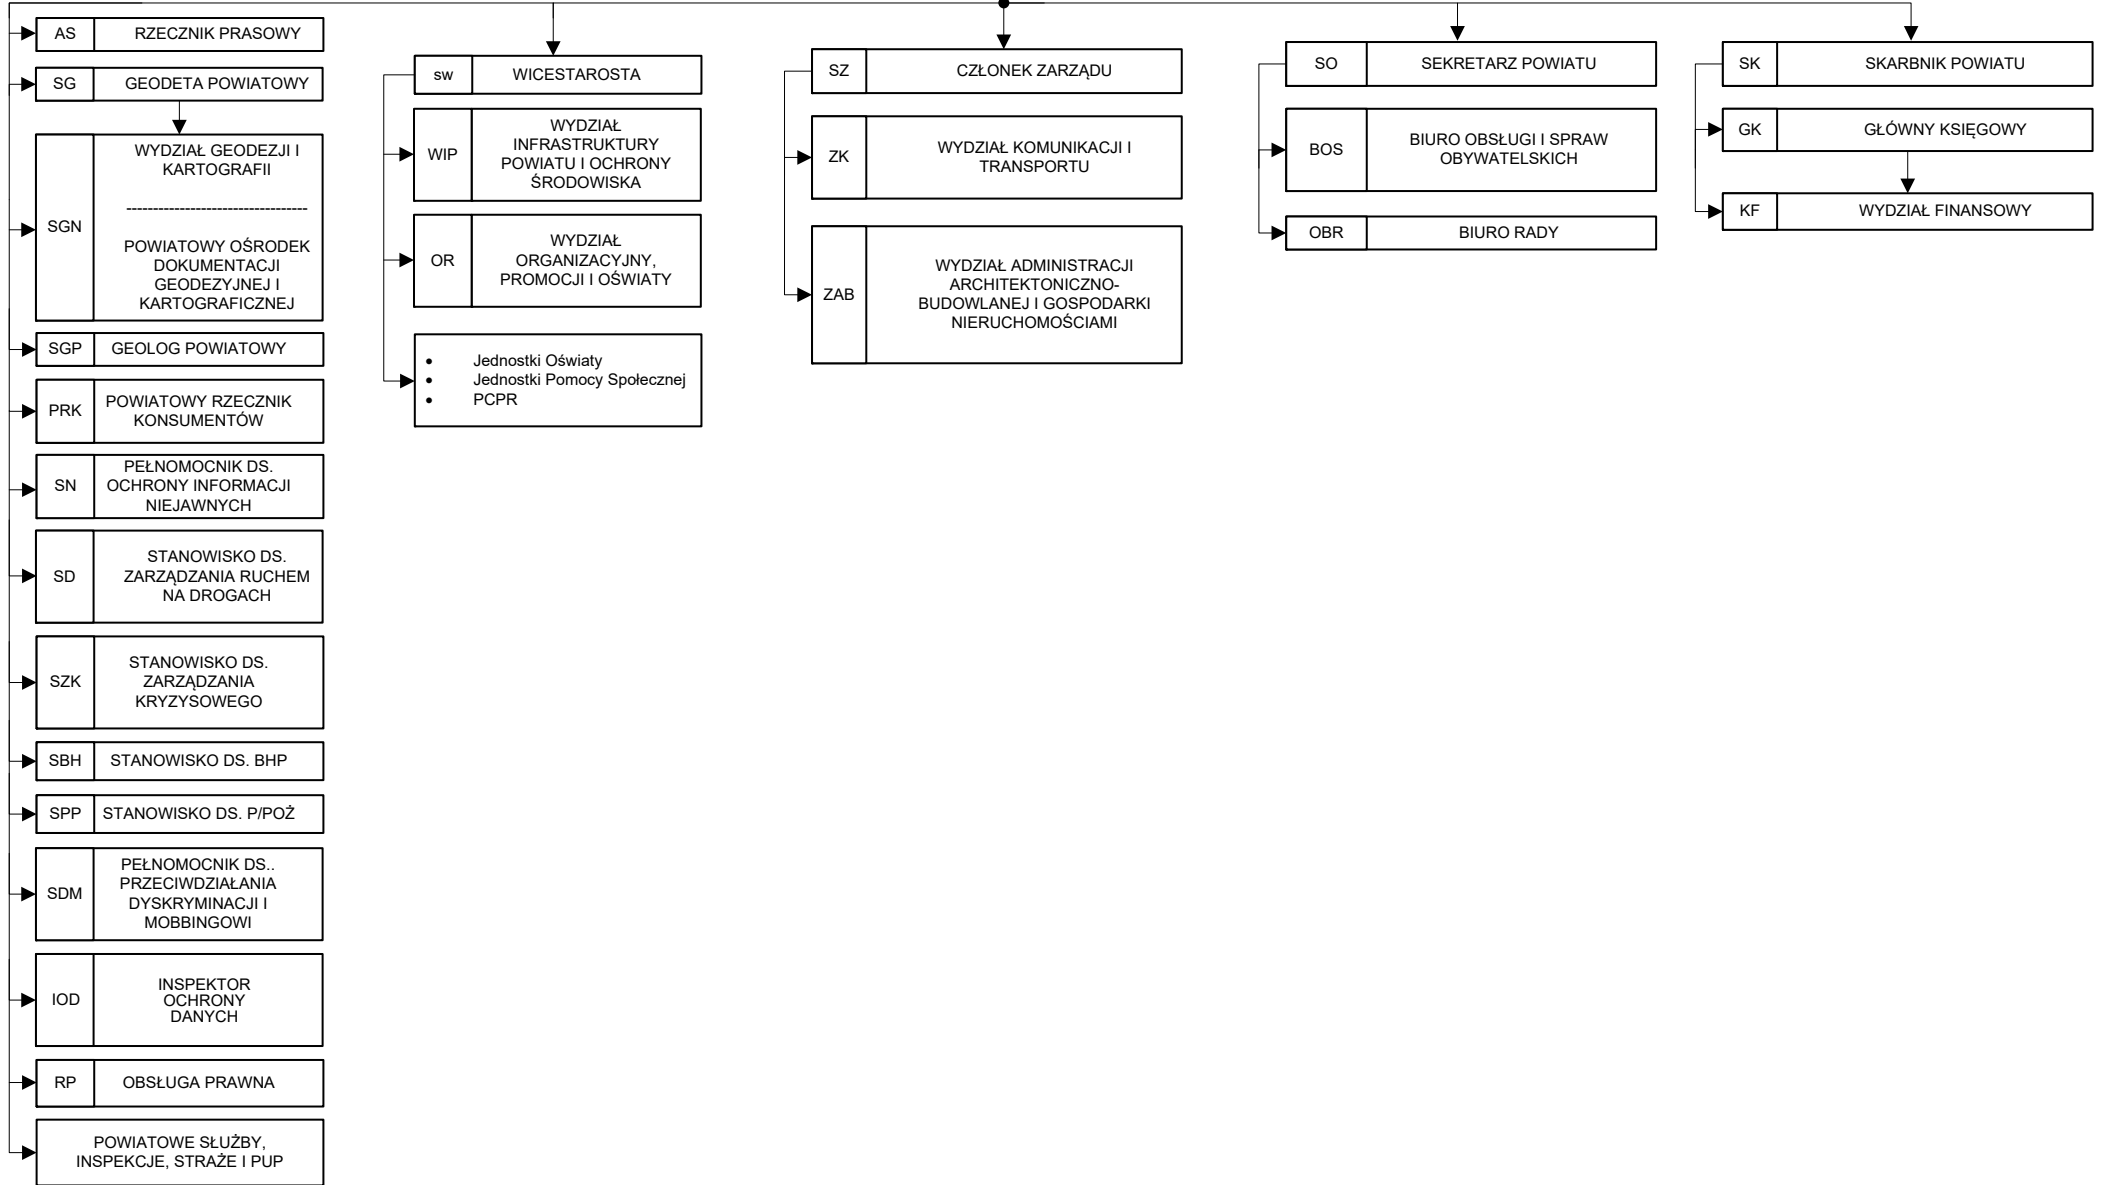 AS
RZECZNIK PRASOWY
SG
GEODETA POWIATOWY
SGN
WYDZIAŁ GEODEZJI I
KARTOGRAFII
----------------------------------
POWIATOWY OŚRODEK
DOKUMENTACJI
GEODEZYJNEJ I
KARTOGRAFICZNEJ
SGP
GEOLOG POWIATOWY
PRK
POWIATOWY RZECZNIK
KONSUMENTÓW
SN
PEŁNOMOCNIK DS.
OCHRONY INFORMACJI
NIEJAWNYCH
SD
STANOWISKO DS.
ZARZĄDZANIA RUCHEM
NA DROGACH
SZK
STANOWISKO DS.
ZARZĄDZANIA
KRYZYSOWEGO
SBH
STANOWISKO DS. BHP
SPP
STANOWISKO DS. P/POŻ
SDM
PEŁNOMOCNIK DS..
PRZECIWDZIAŁANIA
DYSKRYMINACJI I
MOBBINGOWI
IOD
INSPEKTOR
OCHRONY
DANYCH
RP
OBSŁUGA PRAWNA
POWIATOWE SŁUŻBY,
INSPEKCJE, STRAŻE I PUP
sw
WICESTAROSTA
WIP
WYDZIAŁ
INFRASTRUKTURY
POWIATU I OCHRONY
ŚRODOWISKA
OR
WYDZIAŁ
ORGANIZACYJNY,
PROMOCJI I OŚWIATY
• Jednostki Oświaty
• Jednostki Pomocy Społecznej
• PCPR
SZ
CZŁONEK ZARZĄDU
ZK
WYDZIAŁ KOMUNIKACJI I
TRANSPORTU
ZAB
WYDZIAŁ ADMINISTRACJI
ARCHITEKTONICZNO-
BUDOWLANEJ I GOSPODARKI
NIERUCHOMOŚCIAMI
SO
SEKRETARZ POWIATU
BOS
BIURO OBSŁUGI I SPRAW
OBYWATELSKICH
OBR
BIURO RADY
SK
SKARBNIK POWIATU
GK
GŁÓWNY KSIĘGOWY
KF
WYDZIAŁ FINANSOWY